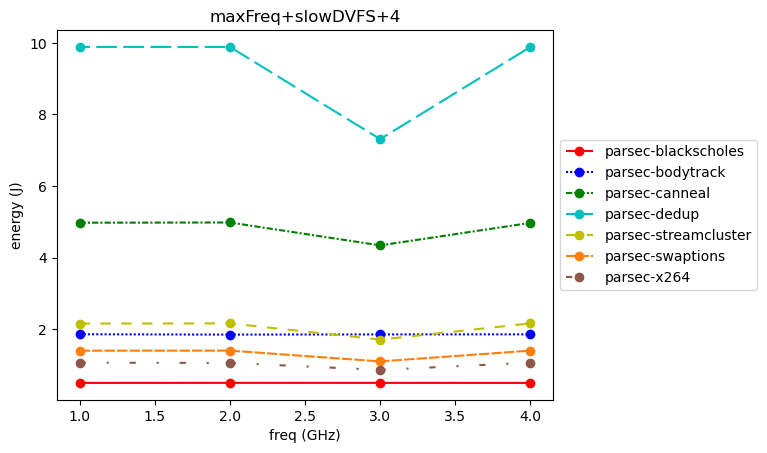 maxFreq+slowDVFS+4
energy (J)
10
8
6
4
2
1.0 1.5 2.0 2.5 3.0 3.5 4.0
freq (GHz)
parsec-blackscholes
parsec-bodytrack
parsec-canneal
parsec-dedup
parsec-streamcluster
parsec-swaptions
parsec-x264